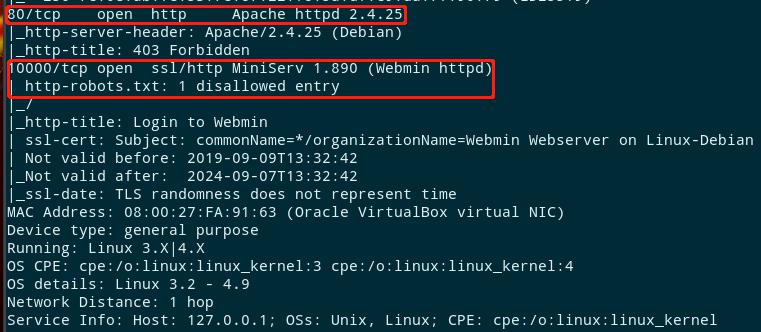 80/tcp    open  http     Apache httpd 2.4.25
|_http-server-header: Apache/2.4.25 (Debian)
|_http-title: 403 Forbidden
10000/tcp open  ssl/http MiniServ 1.890 (Webmin httpd)
| http-robots.txt: 1 disallowed entry
|_/
|_http-title: Login to Webmin
| ssl-cert: Subject: commonName=*/organizationName=Webmin Webserver on Linux-Debian
| Not valid before: 2019-09-09T13:32:42
|_Not valid after:  2024-09-07T13:32:42
|_ssl-date: TLS randomness does not represent time
MAC Address: 08:00:27:FA:91:63 (Oracle VirtualBox virtual NIC)
Device type: general purpose
Running: Linux 3.X|4.X
OS CPE: cpe:/o:linux:linux_kernel:3 cpe:/o:linux:linux_kernel:4
OS details: Linux 3.2 - 4.9
Network Distance: 1 hop
Service Info: Host: 127.0.0.1; OSs: Unix, Linux; CPE: cpe:/o:linux:linux_kernel